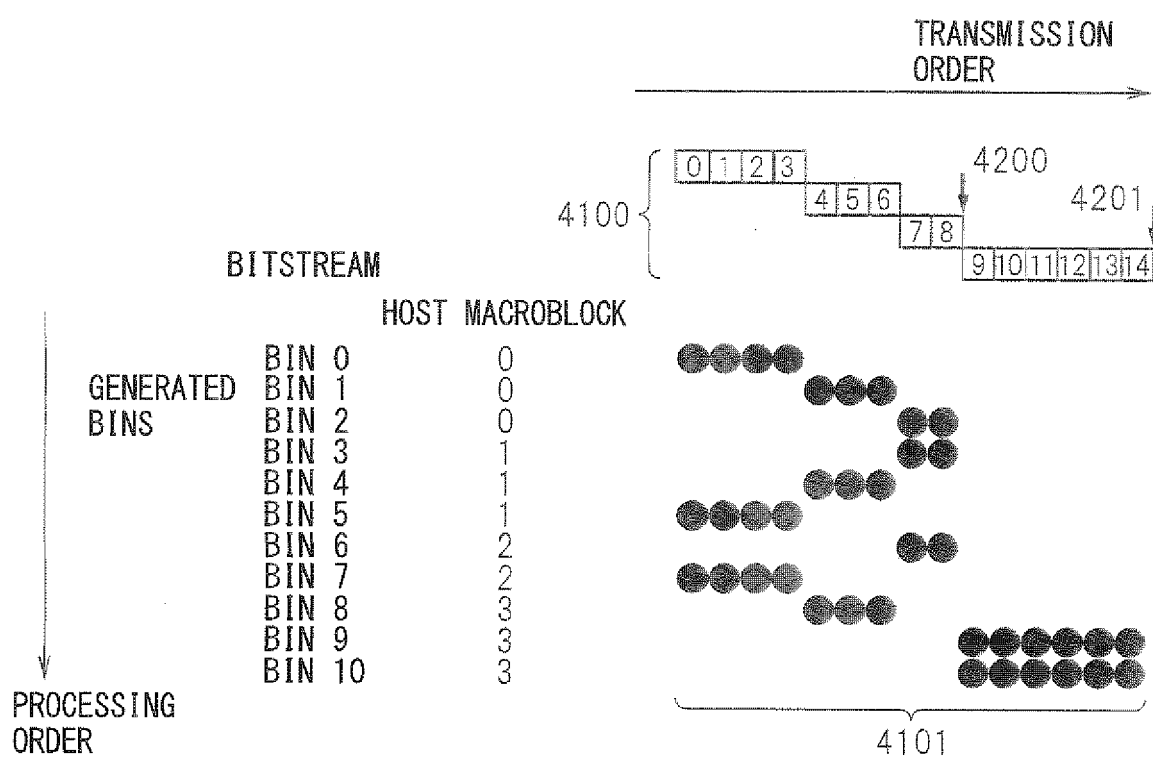 TRANSMISSION
ORDER
0 1 2 3
4200
4 5 6
4201
4100
7 8
9 10 11 12 13 14
BITSTREAM
HOST MACROBLOCK
BIN 0 0
GENERATED BIN 1 0
BINS BIN 2 0
BIN 3 1
BIN 4 1
BIN 5 1
BIN 6 2
BIN 7 2
BIN 8 3
BIN 9 3
BIN 10 3
PROCESSING
ORDER
4101